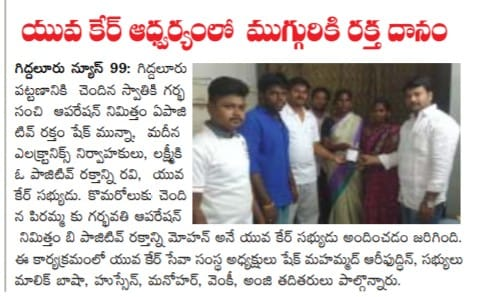 యువ కేర్ ఆధ్వర్యంలో ముగ్గురికి రక్త దానం
గిద్దలూరు న్యూస్ 99: గిద్దలూరు
పట్టణానికి చెందిన స్వాతికి గర్భ
సంచి ఆపరేషన్ నిమిత్తం ఏపాజి
టివ్ రక్తం షేక్ మున్నా, మదీన
ఎలక్ట్రానిక్స్ నిర్వాహకులు, లక్ష్మీకి
ఓ పాజిటివ్ రక్తాన్ని రవి, యువ
కేర్ సభ్యుడు. కొమరోలుకు చెంది
న పిరమ్మ కు గర్భవతి ఆపరేషన్
నిమిత్తం బి పాజిటివ్ రక్తాన్ని మోహన్ అనే యువ కేర్ సభ్యుడు అందించడం జరిగింది.
ఈ కార్యక్రమంలో యువ కేర్ సేవా సంస్థ అధ్యక్షులు షేక్ మహమ్మద్ ఆరీఫుద్దిన్, సభ్యులు
మాలిక్ బాషా, హుస్సేన్, మనోహర్, వెంకీ, అంజి తదితరులు పాల్గొన్నారు.